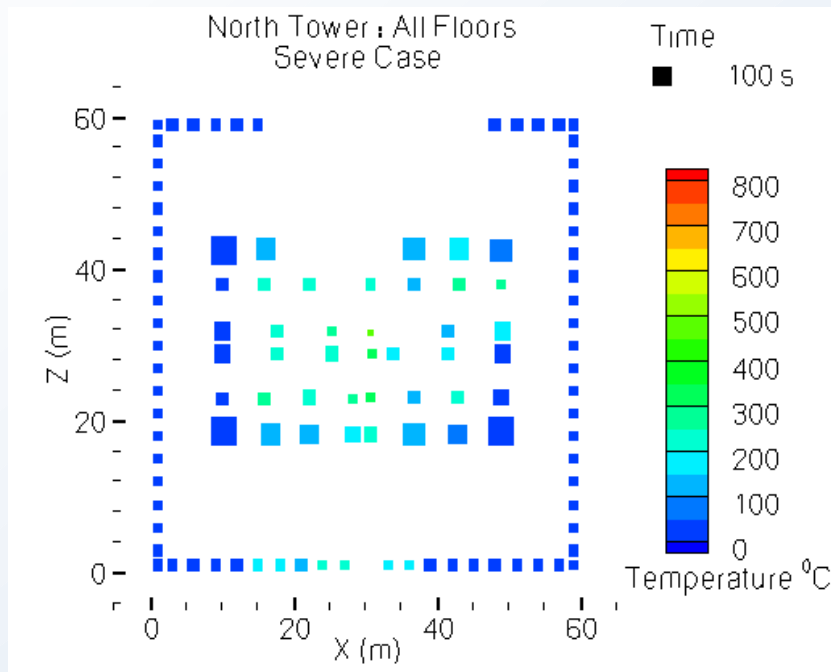 North Tower : All Floors
Severe Case
Time
100 s
60
40
20
0
Z (m)
0
20
40
60
X (m)
800
700
600
500
400
300
200
100
0
Temperature ⁰C